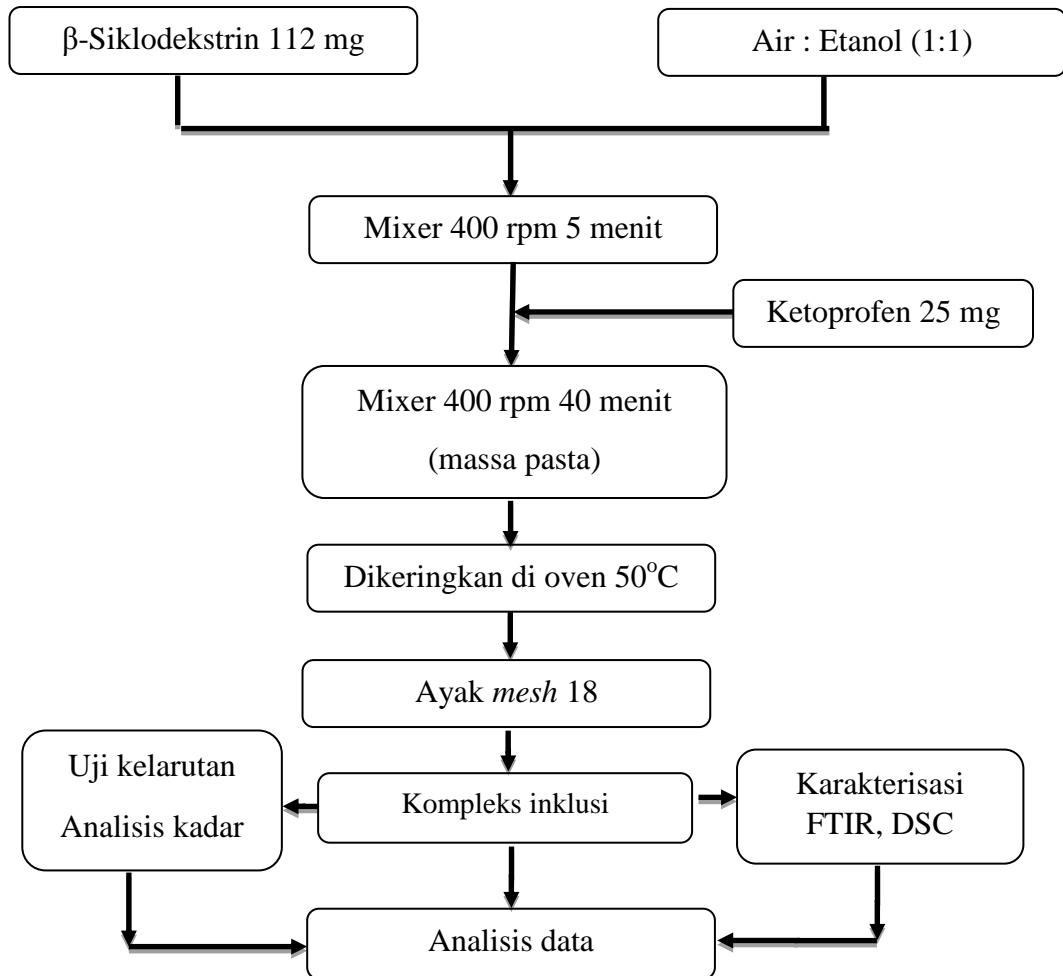 β-Siklodekstrin 112 mg
Air : Etanol (1:1)
Mixer 400 rpm 5 menit
Ketoprofen 25 mg
Mixer 400 rpm 40 menit
(massa pasta)
Dikeringkan di oven 50°C
Ayak mesh 18
Uji kelarutan
Analisis kadar
Kompleks inklusi
Karakterisasi
FTIR, DSC
Analisis data